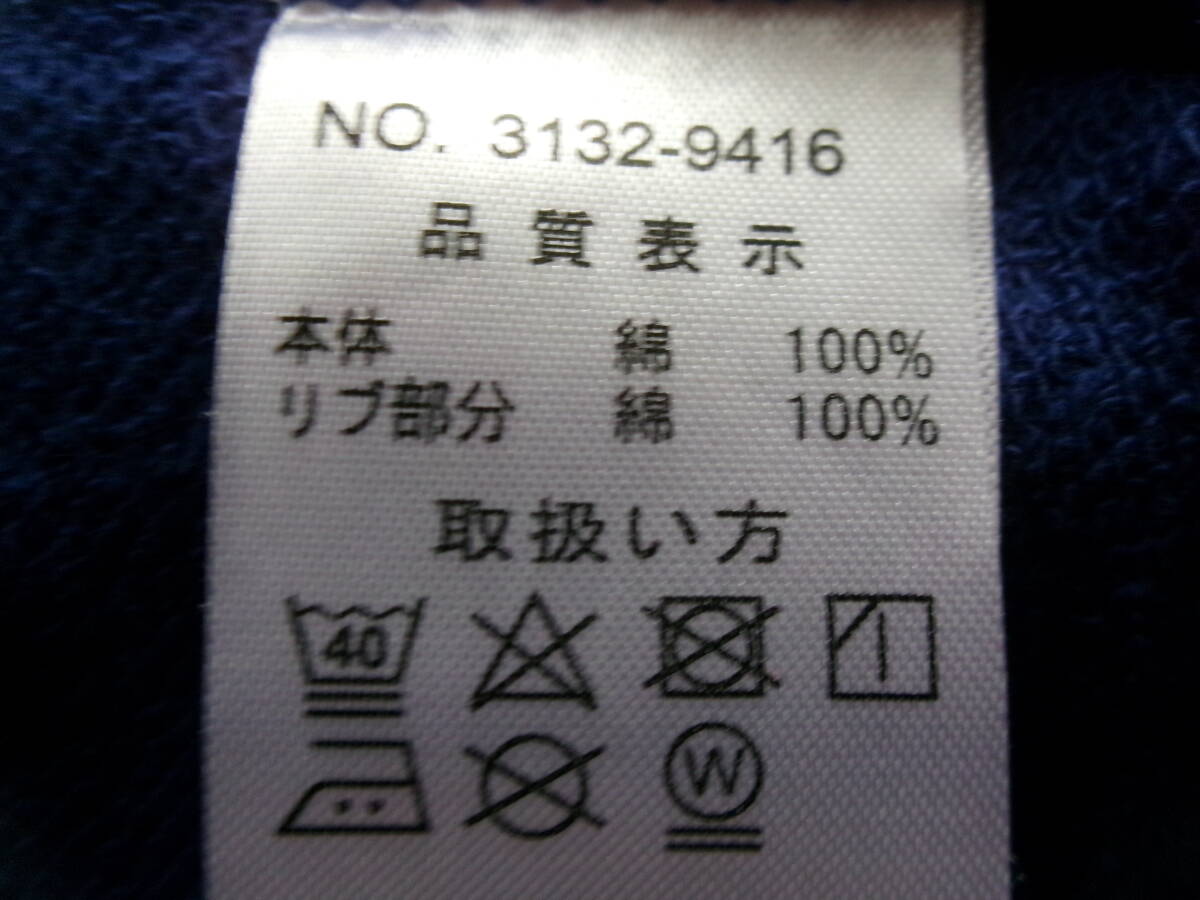 NO. 3132-9416
品質表示
本体 綿 100%
リブ部分 綿 100%
取扱い方
40
W